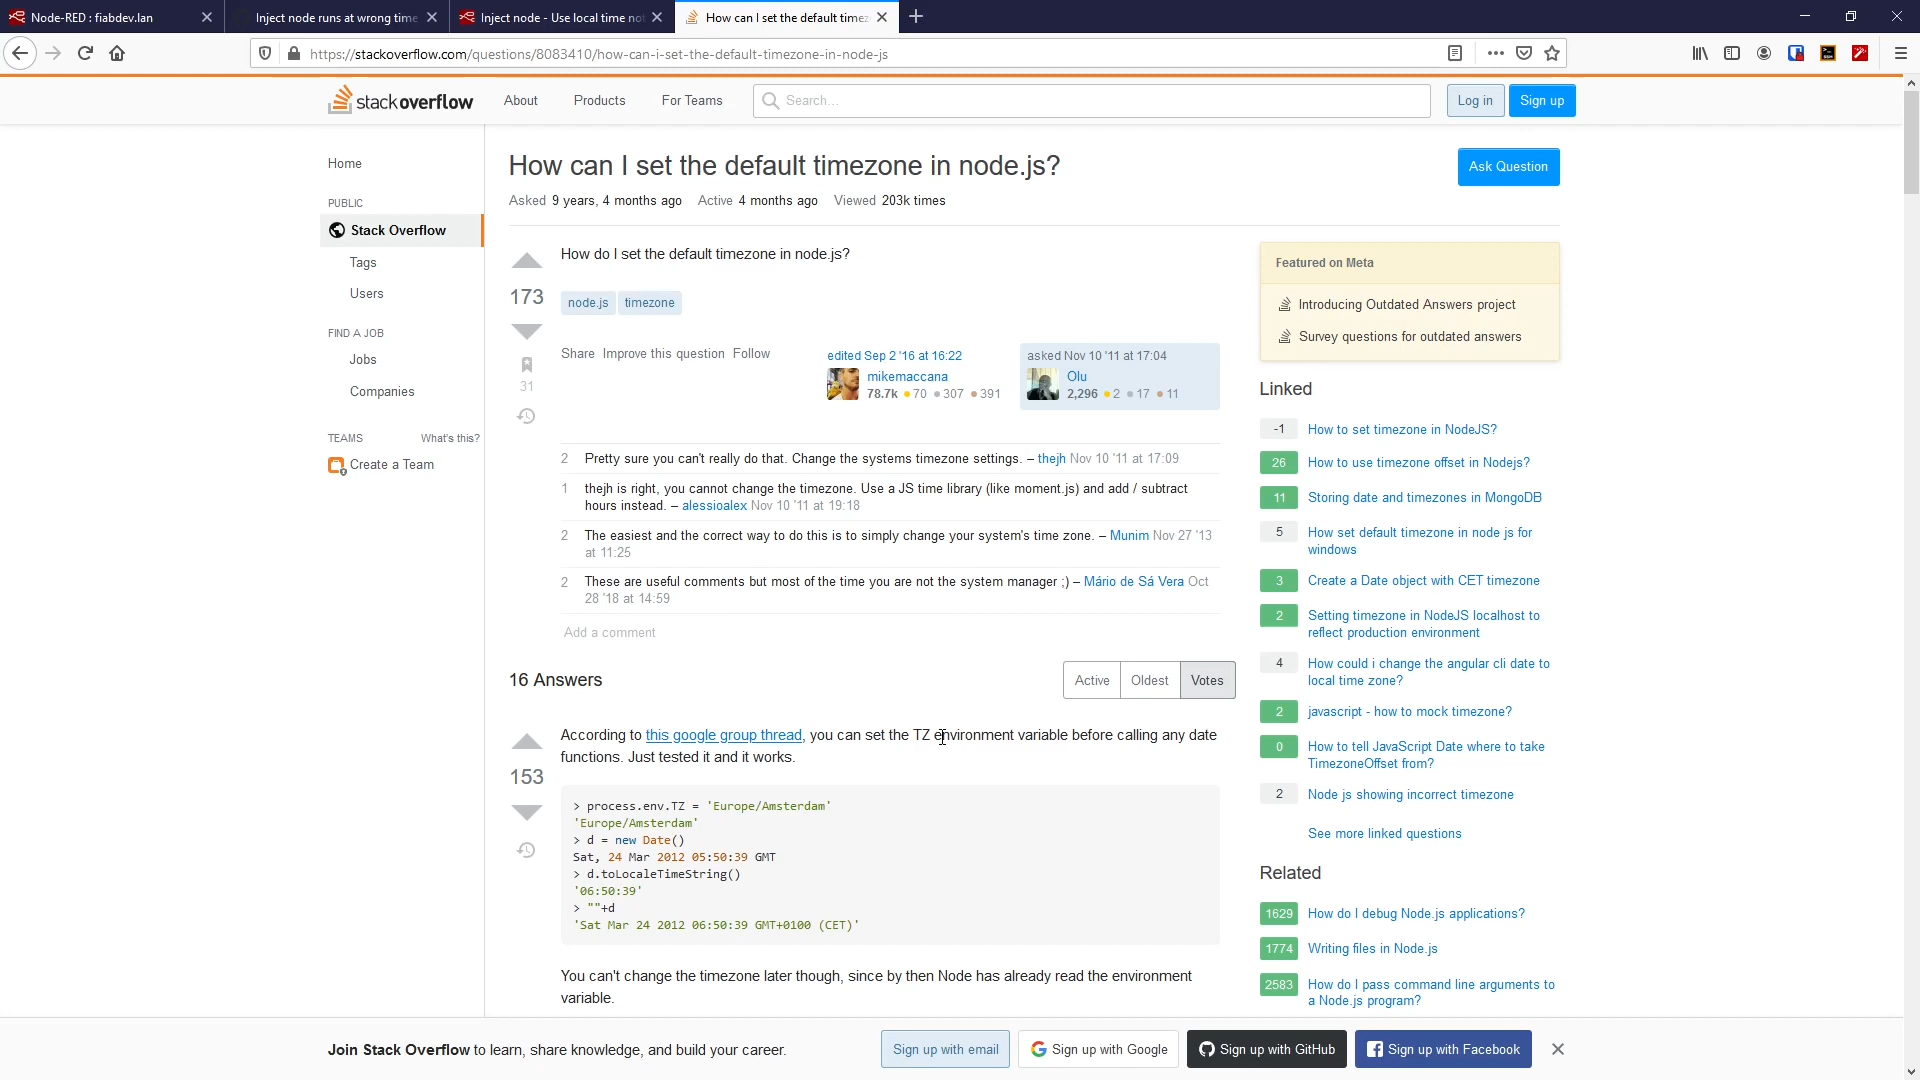 Node-RED : fiabdev.lan
Inject node runs at wrong time
Inject node - Use local time not
How can I set the default timez
https://stackoverflow.com/questions/8083410/how-can-i-set-the-default-timezone-in-node-js
stackoverflow
About
Products
For Teams
Search...
Log in
Sign up
Home
PUBLIC
Stack Overflow
Tags
Users
FIND A JOB
Jobs
Companies
TEAMS
What's this?
Create a Team
How can I set the default timezone in node.js?
Ask Question
Asked 9 years, 4 months ago Active 4 months ago Viewed 203k times
How do I set the default timezone in node.js?
173
node.js timezone
31
Share Improve this question Follow
edited Sep 2 '16 at 16:22
mikemaccana
78.7k 70 307 391
asked Nov 10 '11 at 17:04
Olu
2,296 2 17 11
2 Pretty sure you can't really do that. Change the systems timezone settings. – thejh Nov 10 '11 at 17:09
1 thejh is right, you cannot change the timezone. Use a JS time library (like moment.js) and add / subtract
hours instead. – alessioalex Nov 10 '11 at 19:18
2 The easiest and the correct way to do this is to simply change your system's time zone. – Munim Nov 27 '13
at 11:25
2 These are useful comments but most of the time you are not the system manager ;) – Mário de Sá Vera Oct
28 '18 at 14:59
Add a comment
16 Answers
Active
Oldest
Votes
According to this google group thread, you can set the TZ environment variable before calling any date
functions. Just tested it and it works.
153
> process.env.TZ = 'Europe/Amsterdam'
'Europe/Amsterdam'
> d = new Date()
Sat, 24 Mar 2012 05:50:39 GMT
> d.toLocaleTimeString()
'06:50:39'
> ""+d
'Sat Mar 24 2012 06:50:39 GMT+0100 (CET)'
You can't change the timezone later though, since by then Node has already read the environment
variable.
Featured on Meta
Introducing Outdated Answers project
Survey questions for outdated answers
Linked
-1 How to set timezone in NodeJS?
26 How to use timezone offset in Nodejs?
11 Storing date and timezones in MongoDB
5 How set default timezone in node js for
windows
3 Create a Date object with CET timezone
2 Setting timezone in NodeJS localhost to
reflect production environment
4 How could i change the angular cli date to
local time zone?
2 javascript - how to mock timezone?
0 How to tell JavaScript Date where to take
TimezoneOffset from?
2 Node js showing incorrect timezone
See more linked questions
Related
1629 How do I debug Node.js applications?
1774 Writing files in Node.js
2583 How do I pass command line arguments to
a Node.js program?
Join Stack Overflow to learn, share knowledge, and build your career.
Sign up with email
Sign up with Google
Sign up with GitHub
Sign up with Facebook